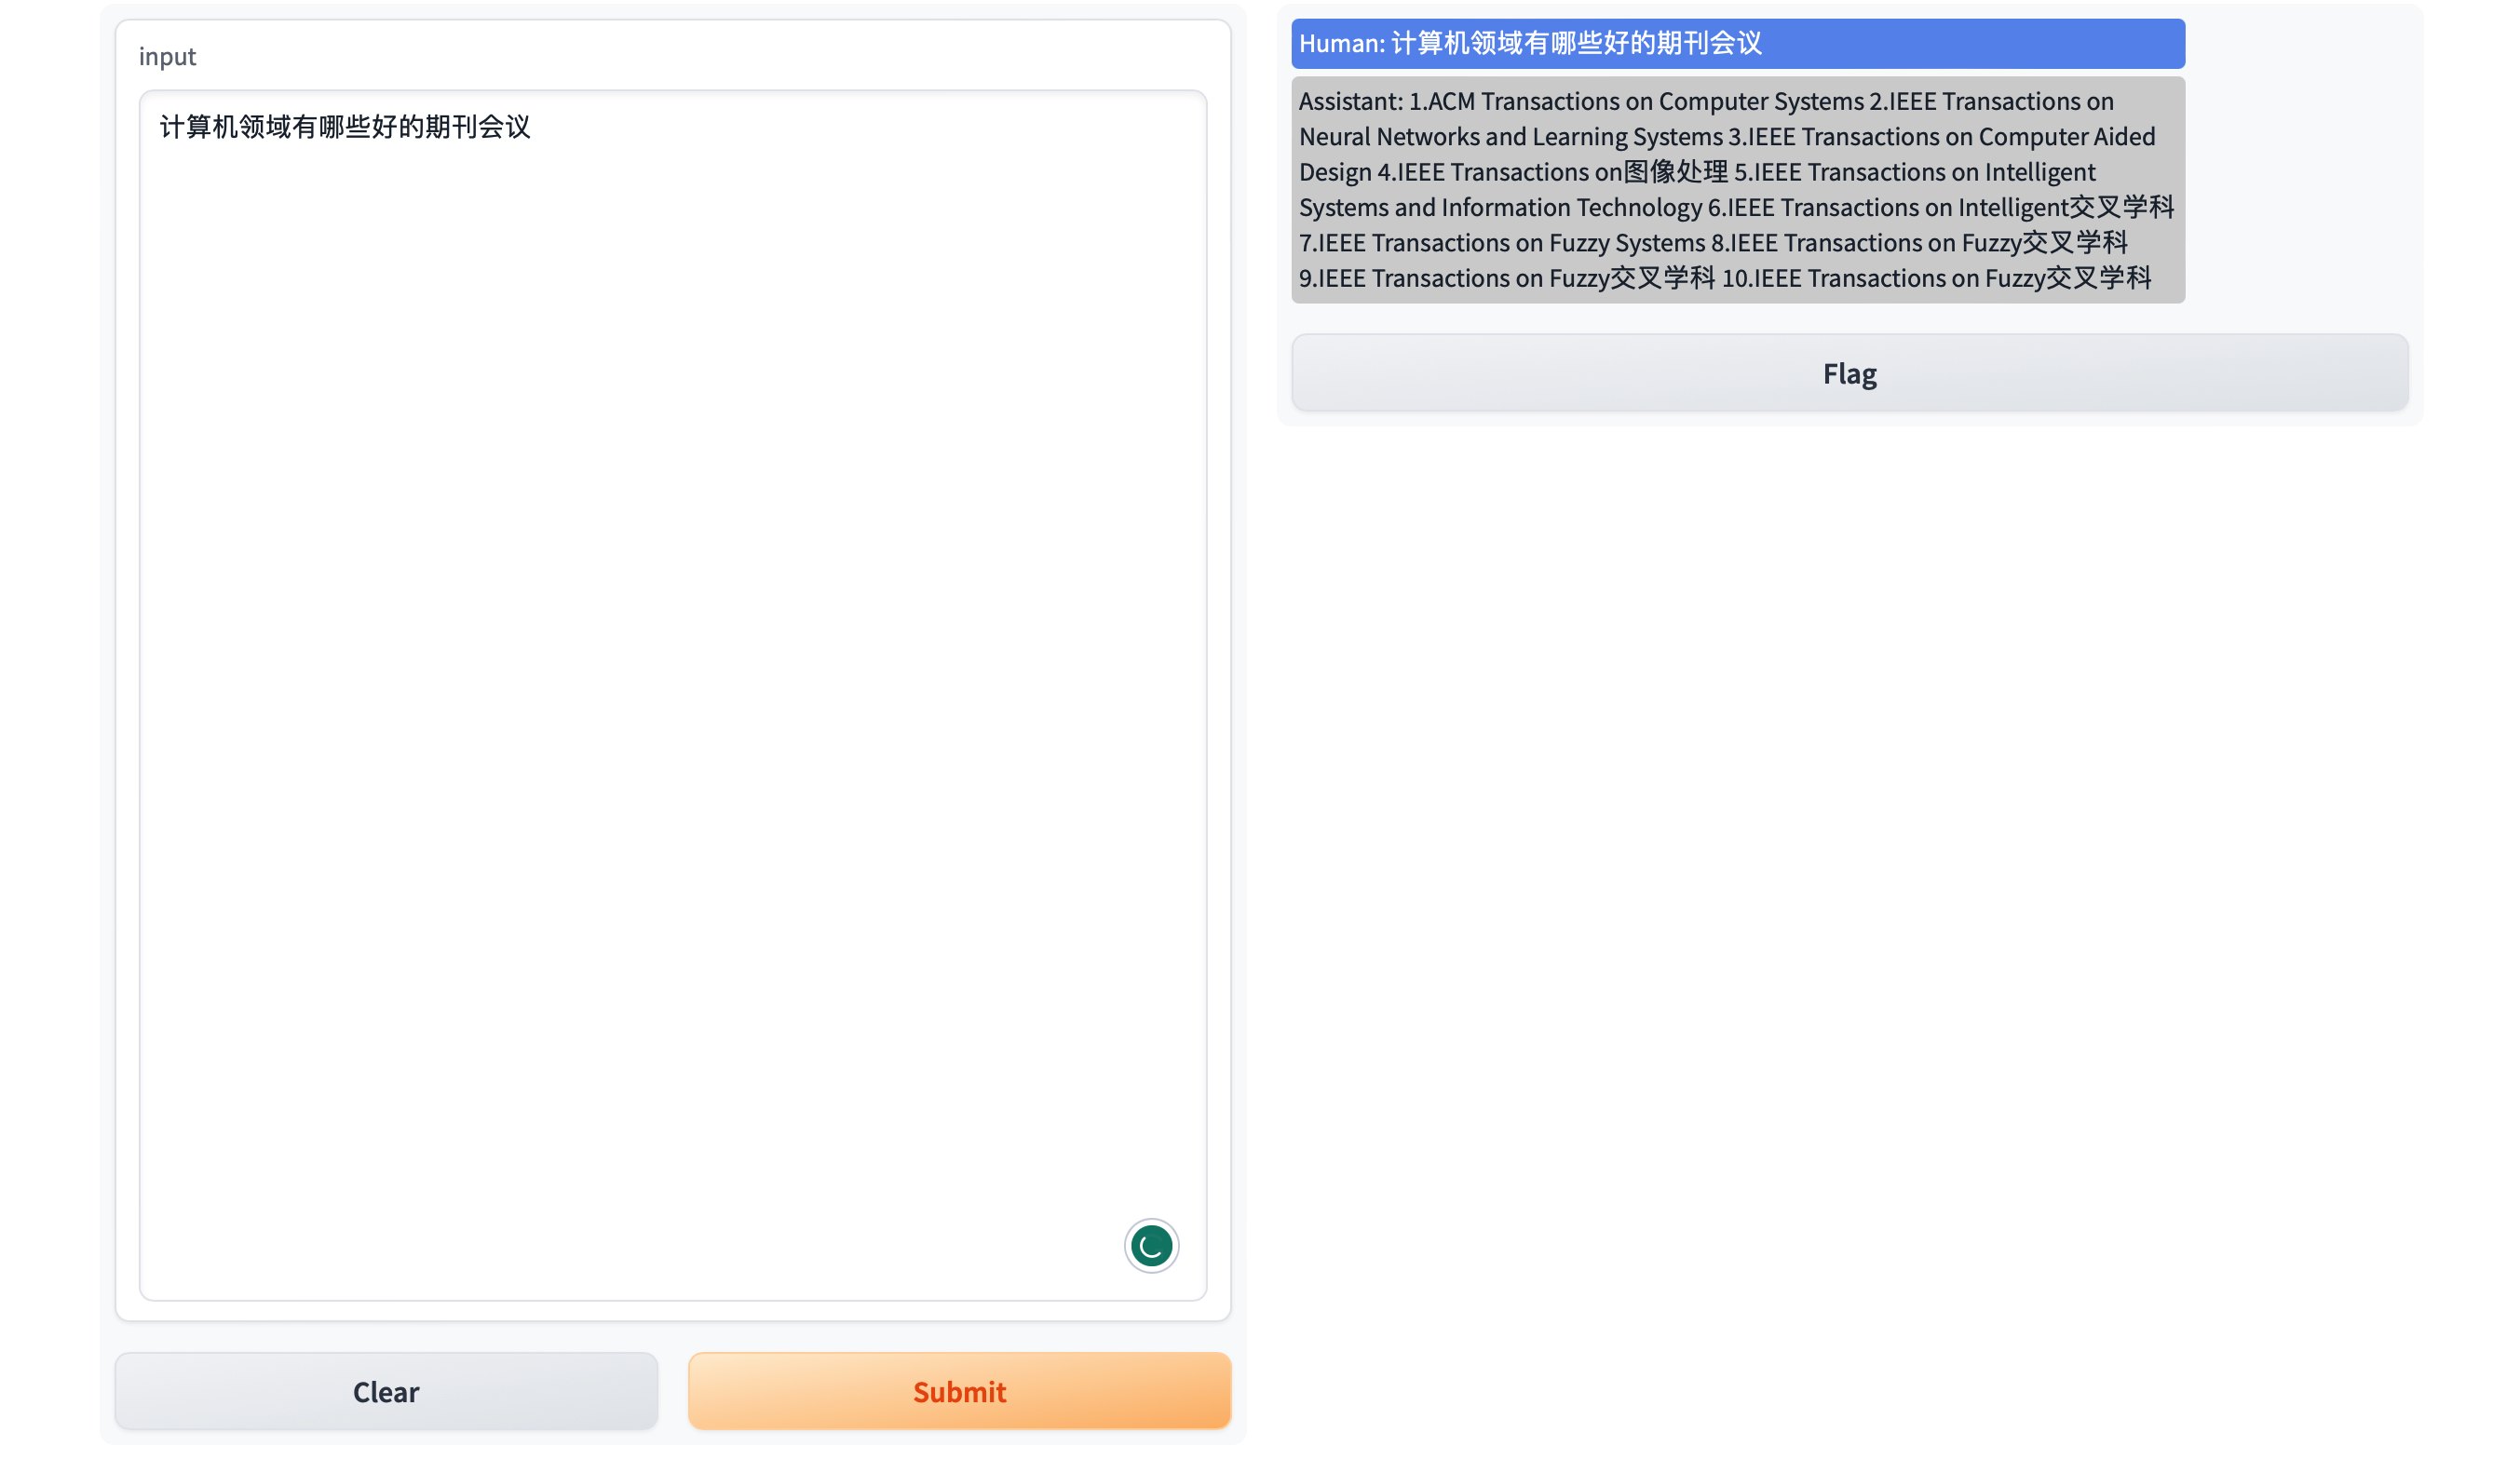 input
计算机领域有哪些好的期刊会议
Clear
Submit
Human: 计算机领域有哪些好的期刊会议
Assistant: 1.ACM Transactions on Computer Systems 2.IEEE Transactions on
Neural Networks and Learning Systems 3.IEEE Transactions on Computer Aided
Design 4.IEEE Transactions on图像处理 5.IEEE Transactions on Intelligent
Systems and Information Technology 6.IEEE Transactions on Intelligent交叉学科
7.IEEE Transactions on Fuzzy Systems 8.IEEE Transactions on Fuzzy交叉学科
9.IEEE Transactions on Fuzzy交叉学科 10.IEEE Transactions on Fuzzy交叉学科
Flag